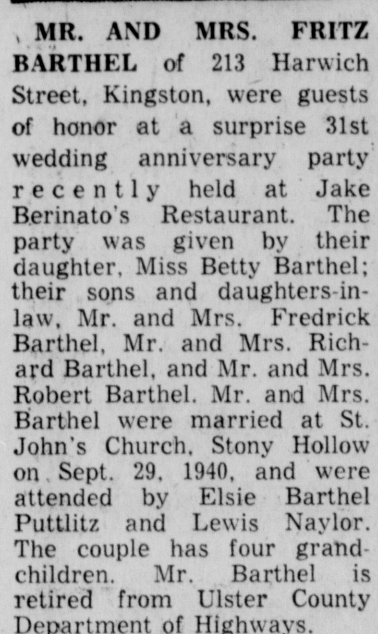 MR. AND MRS. FRITZ
BARTHEL of 213 Harwich
Street, Kingston, were guests
of honor at a surprise 31st
wedding anniversary party
recently held at Jake
Berinato's Restaurant. The
party was given by their
daughter, Miss Betty Barthel;
their sons and daughters-in-
law, Mr. and Mrs. Fredrick
Barthel, Mr. and Mrs. Rich-
ard Barthel, and Mr. and Mrs.
Robert Barthel. Mr. and Mrs.
Barthel were married at St.
John's Church, Stony Hollow
on Sept. 29, 1940, and were
attended by Elsie Barthel
Puttlitz and Lewis Naylor.
The couple has four grand-
children. Mr. Barthel is
retired from Ulster County
Department of Highways.